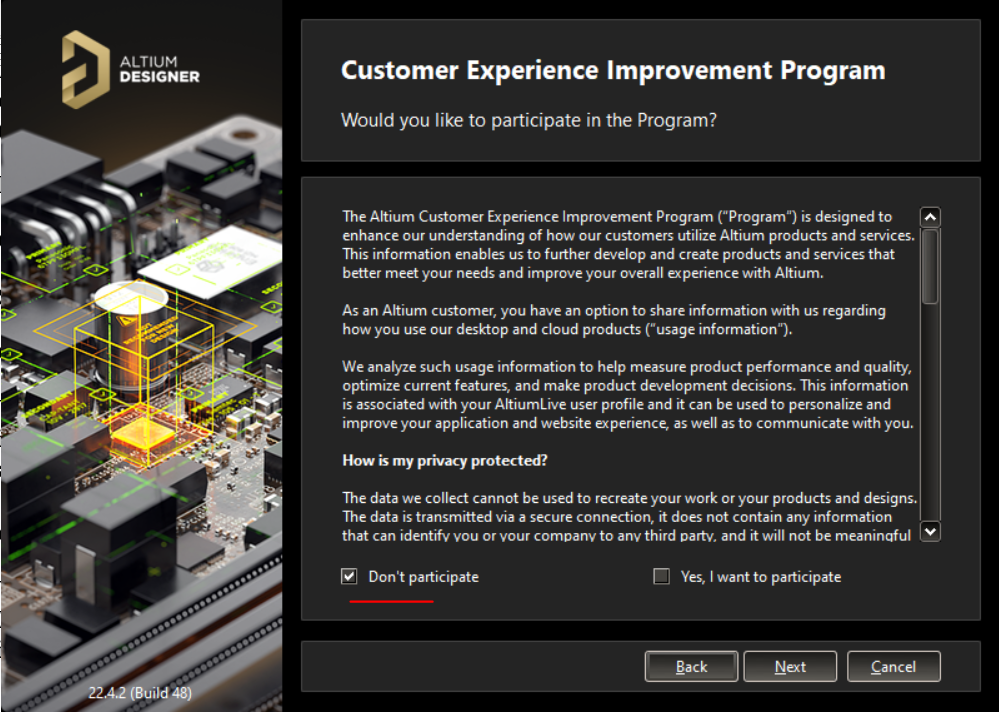 ALTIUM
DESIGNER
Customer Experience Improvement Program
Would you like to participate in the Program?
The Altium Customer Experience Improvement Program ("Program") is designed to
enhance our understanding of how our customers utilize Altium products and services.
This information enables us to further develop and create products and services that
better meet your needs and improve your overall experience with Altium.
As an Altium customer, you have an option to share information with us regarding
how you use our desktop and cloud products ("usage information").
We analyze such usage information to help measure product performance and quality,
optimize current features, and make product development decisions. This information
is associated with your AltiumLive user profile and it can be used to personalize and
improve your application and website experience, as well as to communicate with you.
How is my privacy protected?
The data we collect cannot be used to recreate your work or your products and designs.
The data is transmitted via a secure connection, it does not contain any information
that can identify you or your company to any third party, and it will not be meaningful
Don't participate
Yes, I want to participate
Back
Next
Cancel
22.4.2 (Build 48)